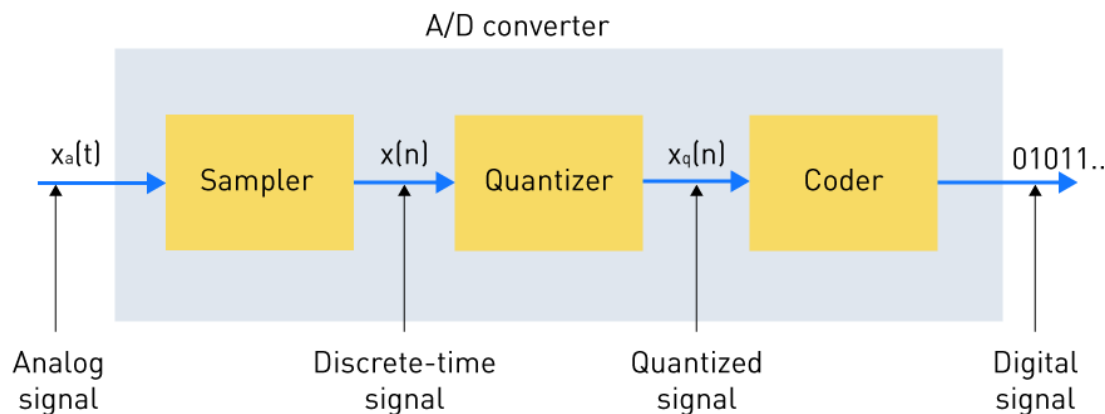 A/D converter
xa(t)
x(n)
xq(n)
01011..
Sampler
Quantizer
Coder
Analog
signal
Discrete-time
signal
Quantized
signal
Digital
signal